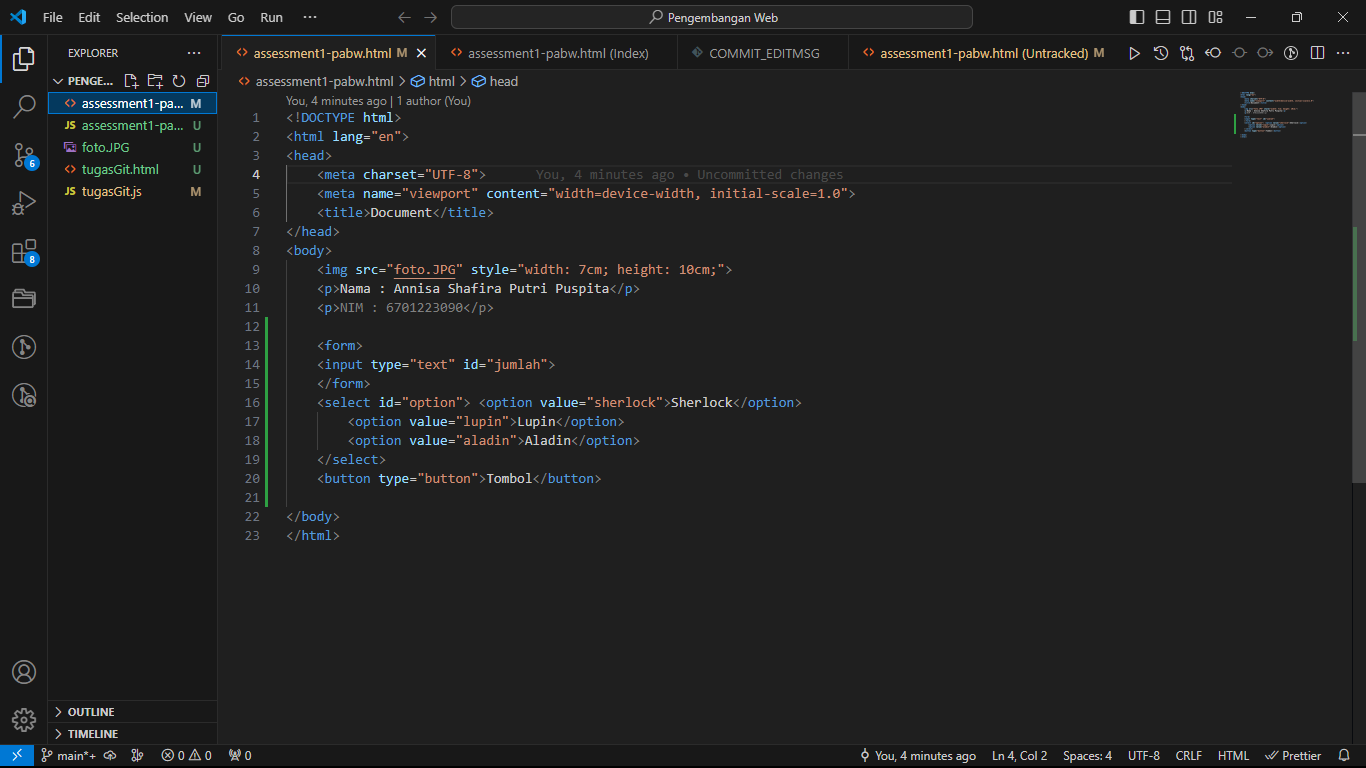 File Edit Selection View Go Run ··· Pengembangan Web
EXPLORER ···
PENGE...
assessment1-pa... M
assessment1-pa... U
foto.JPG U
tugasGit.html U
tugasGit.js M
6
8
OUTLINE
TIMELINE
assessment1-pabw.html M assessment1-pabw.html (Index) COMMIT_EDITMSG assessment1-pabw.html (Untracked) M ···
assessment1-pabw.html > html > head
You, 4 minutes ago | 1 author (You)
1 <!DOCTYPE html>
2 <html lang="en">
3 <head>
4 <meta charset="UTF-8"> You, 4 minutes ago • Uncommitted changes
5 <meta name="viewport" content="width=device-width, initial-scale=1.0">
6 <title>Document</title>
7 </head>
8 <body>
9 <img src="foto.JPG" style="width: 7cm; height: 10cm;">
10 <p>Nama : Annisa Shafira Putri Puspita</p>
11 <p>NIM : 6701223090</p>
12
13 <form>
14 <input type="text" id="jumlah">
15 </form>
16 <select id="option"> <option value="sherlock">Sherlock</option>
17 <option value="lupin">Lupin</option>
18 <option value="aladin">Aladin</option>
19 </select>
20 <button type="button">Tombol</button>
21
22 </body>
23 </html>
main*+ 0 0 0 You, 4 minutes ago Ln 4, Col 2 Spaces: 4 UTF-8 CRLF HTML Prettier